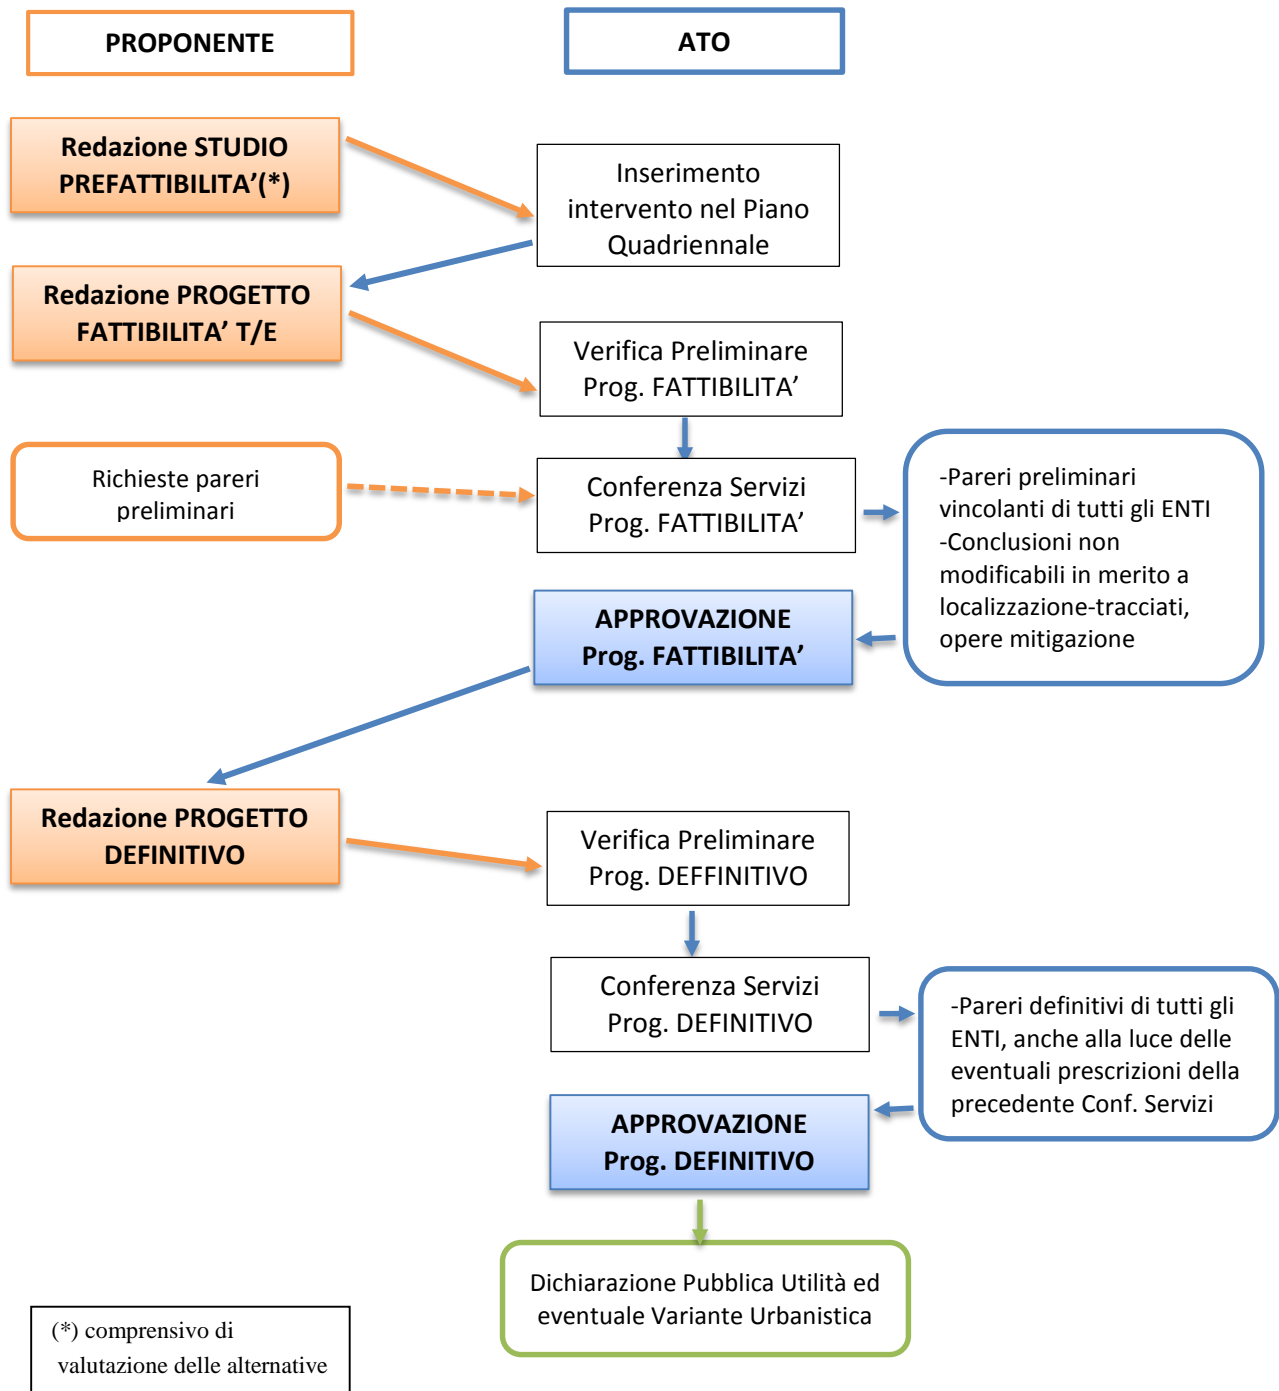 PROPONENTE
ATO
Redazione STUDIO
PREFATTIBILITA’(*)
Inserimento
intervento nel Piano
Quadriennale
Redazione PROGETTO
FATTIBILITA’ T/E
Verifica Preliminare
Prog. FATTIBILITA’
Richieste pareri
preliminari
Conferenza Servizi
Prog. FATTIBILITA’
-Pareri preliminari
vincolanti di tutti gli ENTI
-Conclusioni non
modificabili in merito a
localizzazione-tracciati,
opere mitigazione
APPROVAZIONE
Prog. FATTIBILITA’
Redazione PROGETTO
DEFINITIVO
Verifica Preliminare
Prog. DEFFINITIVO
Conferenza Servizi
Prog. DEFINITIVO
-Pareri definitivi di tutti gli
ENTI, anche alla luce delle
eventuali prescrizioni della
precedente Conf. Servizi
APPROVAZIONE
Prog. DEFINITIVO
Dichiarazione Pubblica Utilità ed
eventuale Variante Urbanistica
(*) comprensivo di
valutazione delle alternative